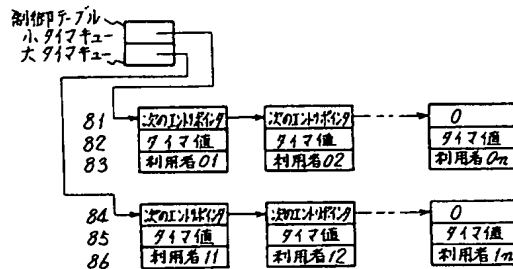 制御テーブル
小タイマキュー
大タイマキュー
81 次のエントリポインタ 次のエントリポインタ 0
82 タイマ値 タイマ値 タイマ値
83 利用者01 利用者02 利用者0n
84 次のエントリポインタ 次のエントリポインタ 0
85 タイマ値 タイマ値 タイマ値
86 利用者11 利用者12 利用者1n